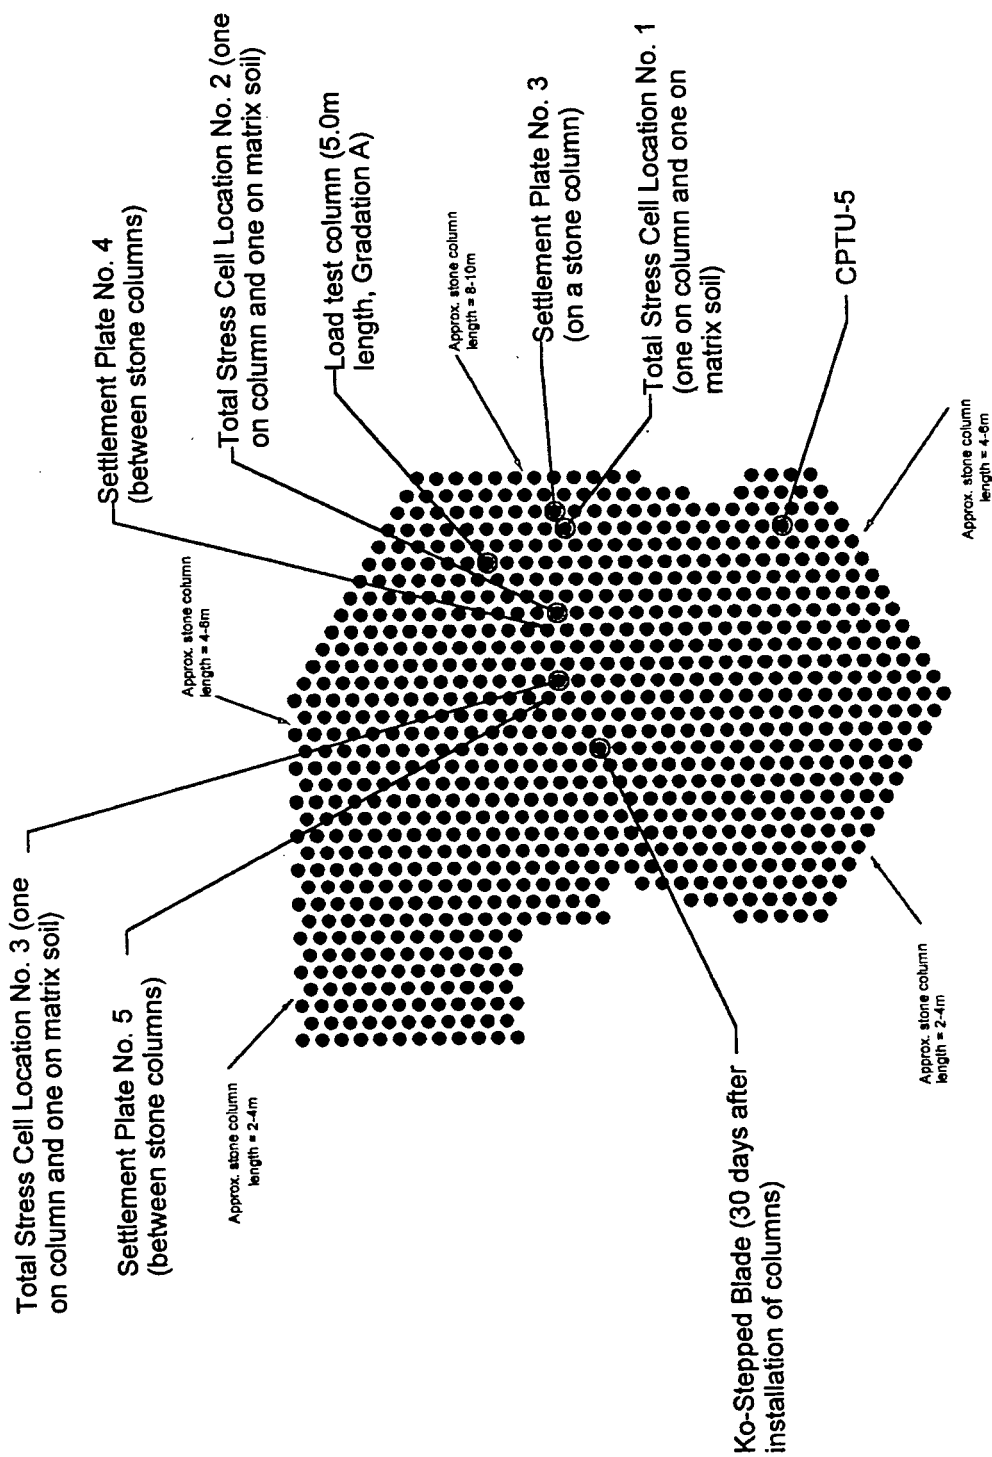 Total Stress Cell Location No. 3 (one
on column and one on matrix soil)
Settlement Plate No. 5
(between stone columns)
Approx. stone column
length = 2-4m
Ko-Stepped Blade (30 days after
installation of columns)
Settlement Plate No. 4
(between stone columns)
Total Stress Cell Location No. 2 (one
on column and one on matrix soil)
Load test column (5.0m
length, Gradation A)
Approx. stone column
length = 4-6m
Approx. stone column
length = 8-10m
Settlement Plate No. 3
(on a stone column)
Total Stress Cell Location No. 1
(one on column and one on
matrix soil)
CPTU-5
Approx. stone column
length = 4-6m
Approx. stone column
length = 2-4m